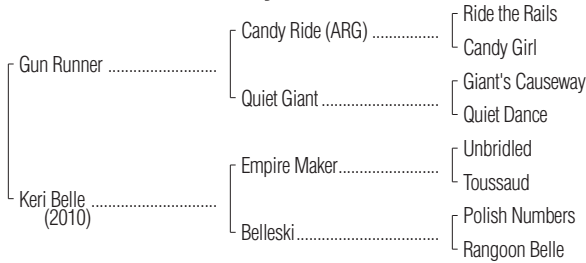 Ride the Rails
Candy Ride (ARG) ................
Candy Girl
Gun Runner ..........................
Giant's Causeway
Quiet Giant ............................
Quiet Dance
Unbridled
Empire Maker........................
Toussaud
Keri Belle ..............................
(2010)
Polish Numbers
Belleski..................................
Rangoon Belle